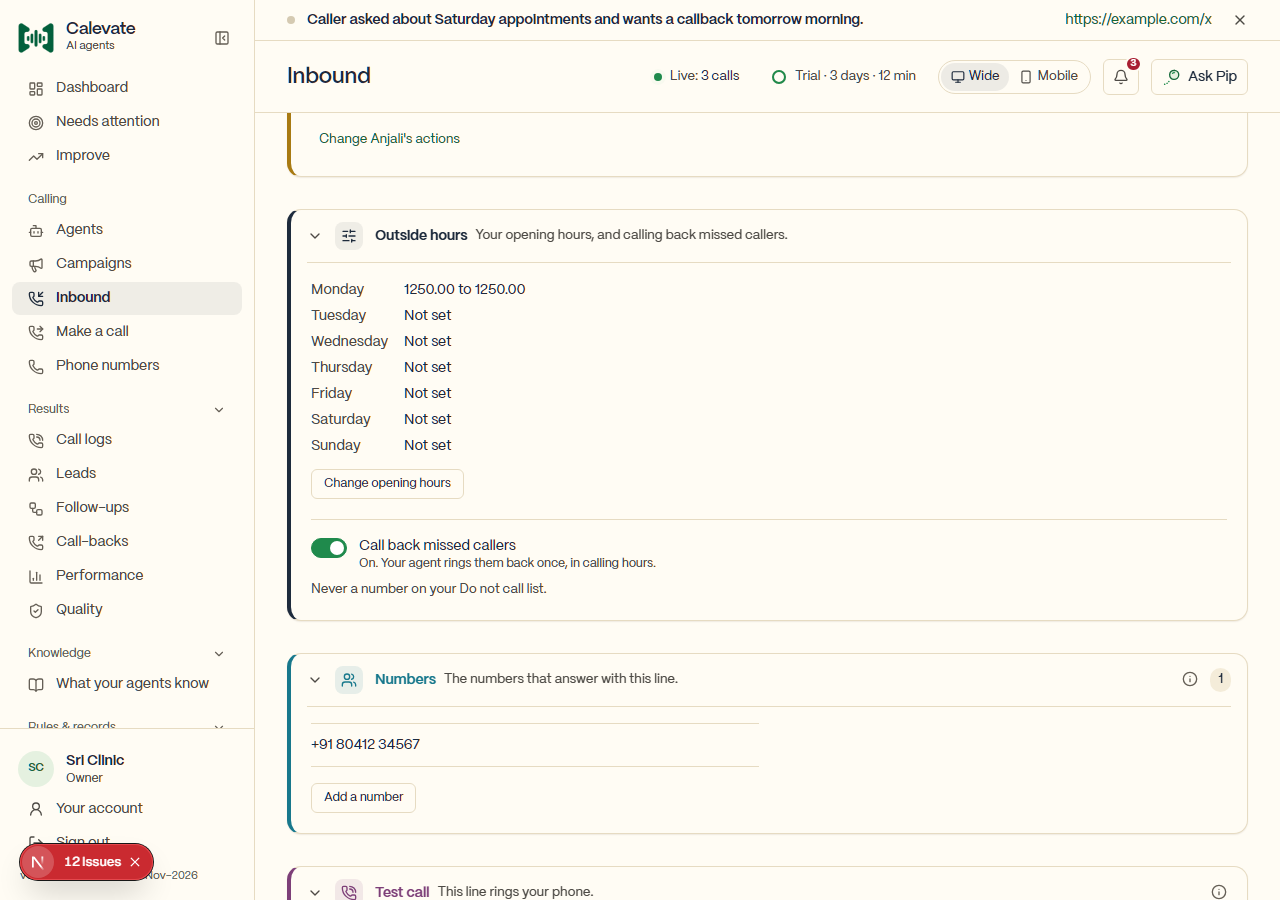 Calevate
AI agents
Dashboard
Needs attention
Improve
Calling
Agents
Campaigns
Inbound
Make a call
Phone numbers
Results
Call logs
Leads
Follow-ups
Call-backs
Performance
Quality
Knowledge
What your agents know
Rules & records
SC
Sri Clinic
Owner
Your account
Sign out
N 12 Issues
Nov-2026
Caller asked about Saturday appointments and wants a callback tomorrow morning.
https://example.com/x
Inbound
Live: 3 calls
Trial · 3 days · 12 min
Wide
Mobile
3
Ask Pip
Change Anjali's actions
Outside hours Your opening hours, and calling back missed callers.
Monday 1250.00 to 1250.00
Tuesday Not set
Wednesday Not set
Thursday Not set
Friday Not set
Saturday Not set
Sunday Not set
Change opening hours
Call back missed callers
On. Your agent rings them back once, in calling hours.
Never a number on your Do not call list.
Numbers The numbers that answer with this line.
1
+91 80412 34567
Add a number
Test call This line rings your phone.